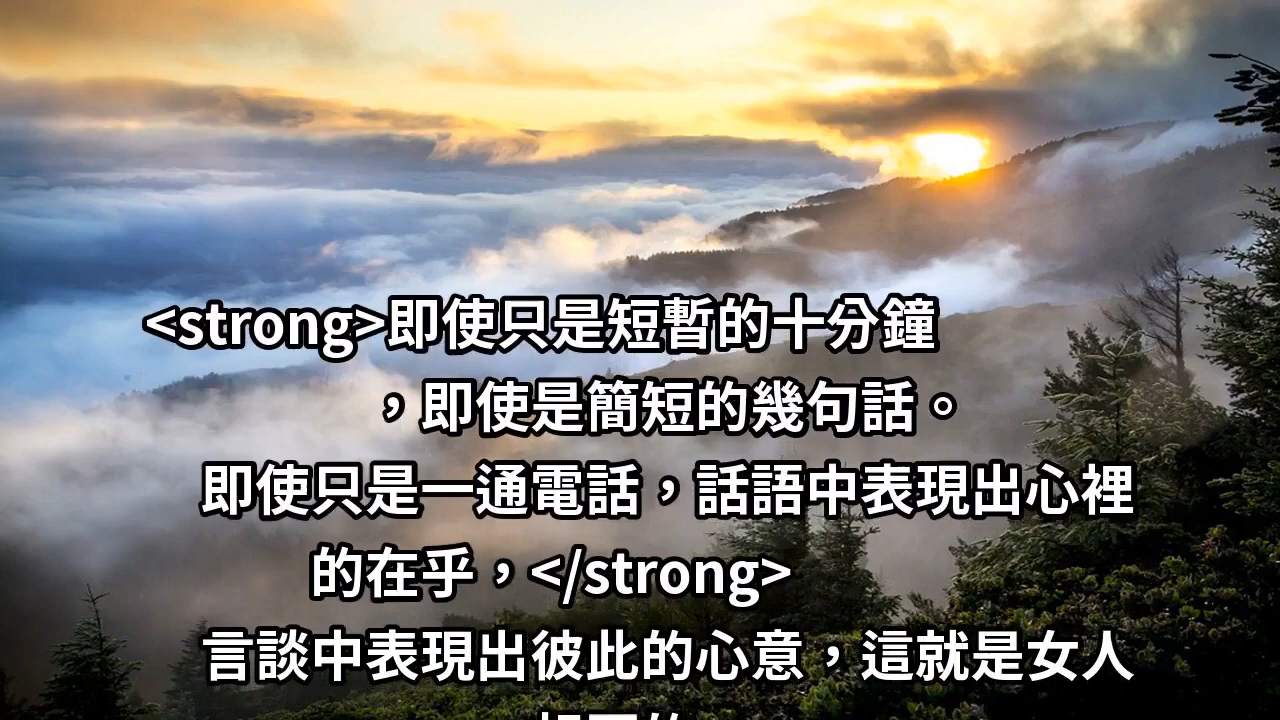 <strong>即使只是短暫的十分鐘
，即使是簡短的幾句話。
即使只是一通電話，話語中表現出心裡
的在乎，</strong>
言談中表現出彼此的心意，這就是女人